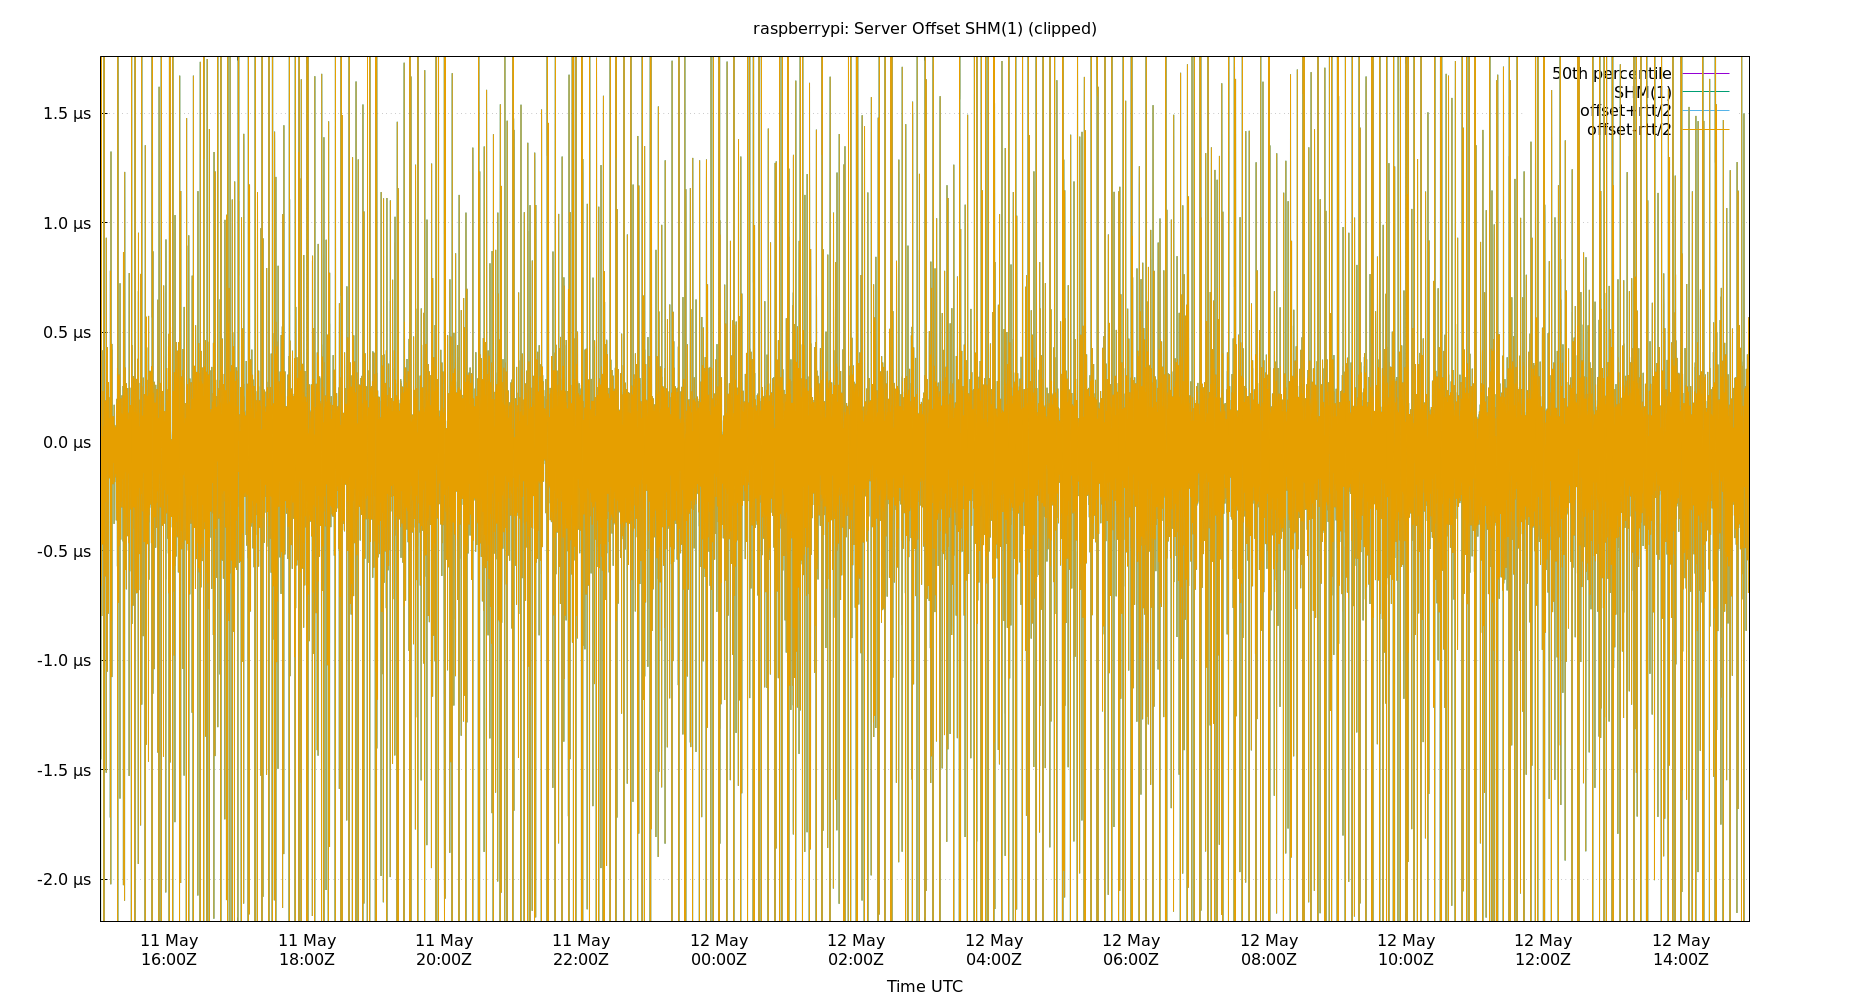 raspberrypi: Server Offset SHM(1) (clipped)
50th percentile
SHM(1)
offset+rtt/2
offset-rtt/2
1.5 µs
1.0 µs
0.5 µs
0.0 µs
-0.5 µs
-1.0 µs
-1.5 µs
-2.0 µs
11 May 11 May 11 May 11 May 12 May 12 May 12 May 12 May 12 May 12 May 12 May 12 May
16:00Z 18:00Z 20:00Z 22:00Z 00:00Z 02:00Z 04:00Z 06:00Z 08:00Z 10:00Z 12:00Z 14:00Z
Time UTC